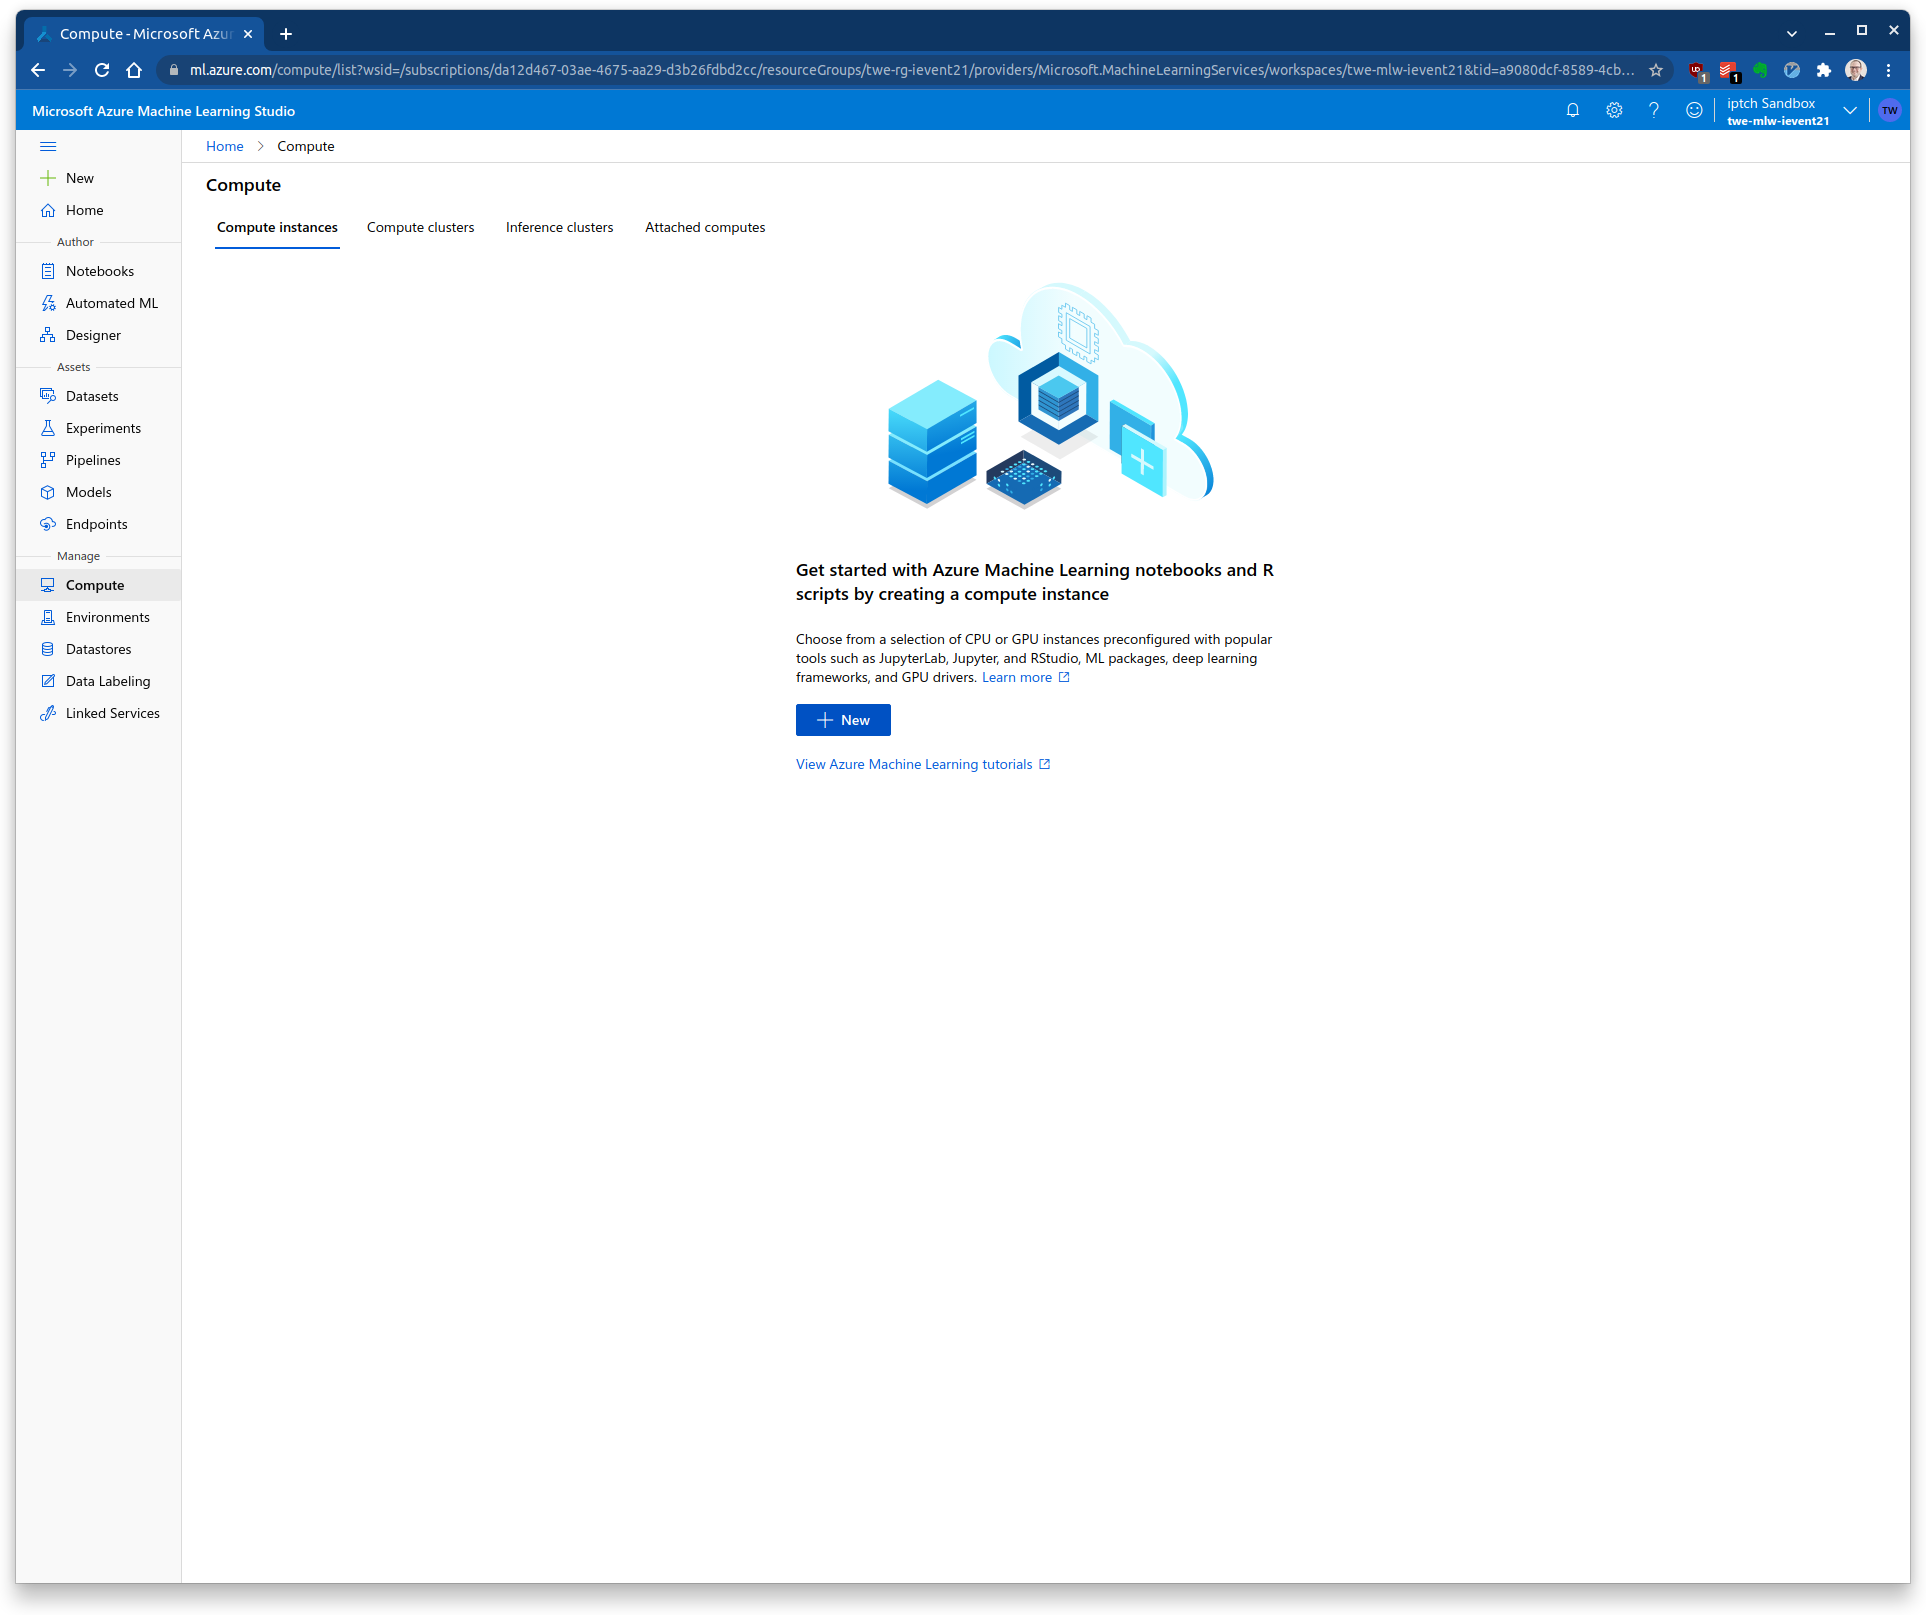 Compute - Microsoft Azur
ml.azure.com/compute/list?wsid=/subscriptions/da12d467-03ae-4675-aa29-d3b26fdbd2cc/resourceGroups/twe-rg-ievent21/providers/Microsoft.MachineLearningServices/workspaces/twe-mlw-ievent21&tid=a9080dcf-8589-4cb…
1
1
Microsoft Azure Machine Learning Studio
iptch Sandbox
twe-mlw-ievent21
TW
Home > Compute
New
Home
Author
Notebooks
Automated ML
Designer
Assets
Datasets
Experiments
Pipelines
Models
Endpoints
Manage
Compute
Environments
Datastores
Data Labeling
Linked Services
Compute
Compute instances
Compute clusters
Inference clusters
Attached computes
Get started with Azure Machine Learning notebooks and R
scripts by creating a compute instance
Choose from a selection of CPU or GPU instances preconfigured with popular
tools such as JupyterLab, Jupyter, and RStudio, ML packages, deep learning
frameworks, and GPU drivers. Learn more
New
View Azure Machine Learning tutorials